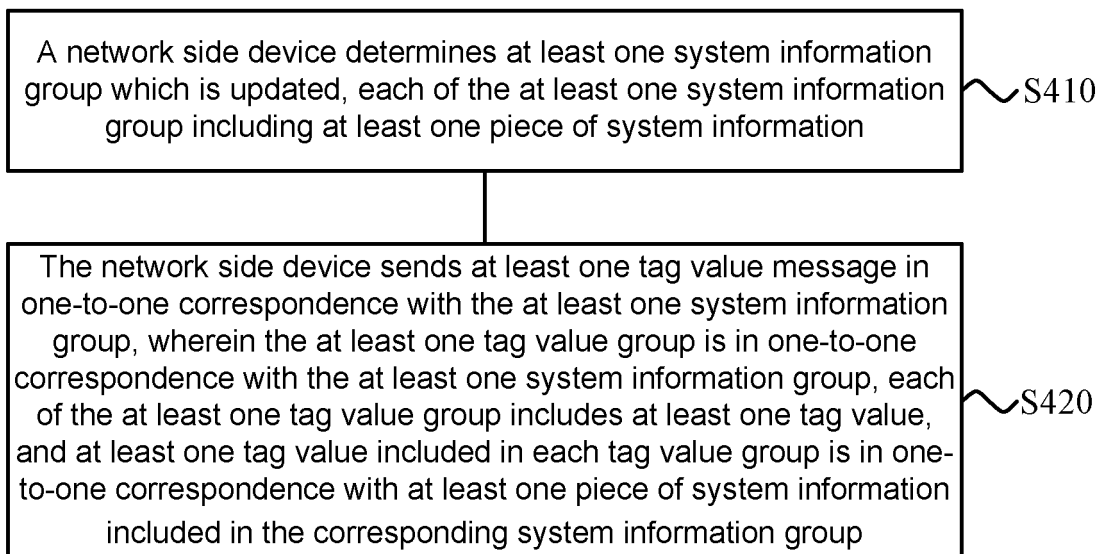 A network side device determines at least one system information
group which is updated, each of the at least one system information
group including at least one piece of system information
S410
The network side device sends at least one tag value message in
one-to-one correspondence with the at least one system information
group, wherein the at least one tag value group is in one-to-one
correspondence with the at least one system information group, each
of the at least one tag value group includes at least one tag value,
and at least one tag value included in each tag value group is in one-
to-one correspondence with at least one piece of system information
included in the corresponding system information group
S420